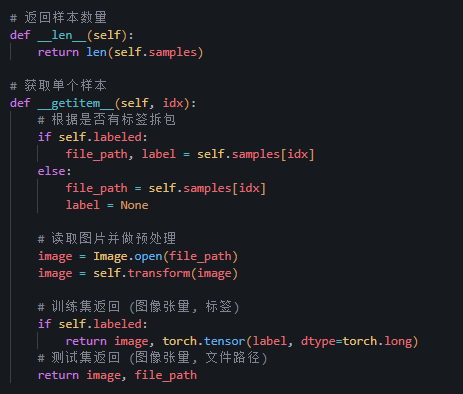 # 返回样本数量
def __len__(self):
    return len(self.samples)
# 获取单个样本
def __getitem__(self, idx):
    # 根据是否有标签拆包
    if self.labeled:
        file_path, label = self.samples[idx]
    else:
        file_path = self.samples[idx]
        label = None
    # 读取图片并做预处理
    image = Image.open(file_path)
    image = self.transform(image)
    # 训练集返回 (图像张量, 标签)
    if self.labeled:
        return image, torch.tensor(label, dtype=torch.long)
    # 测试集返回 (图像张量, 文件路径)
    return image, file_path